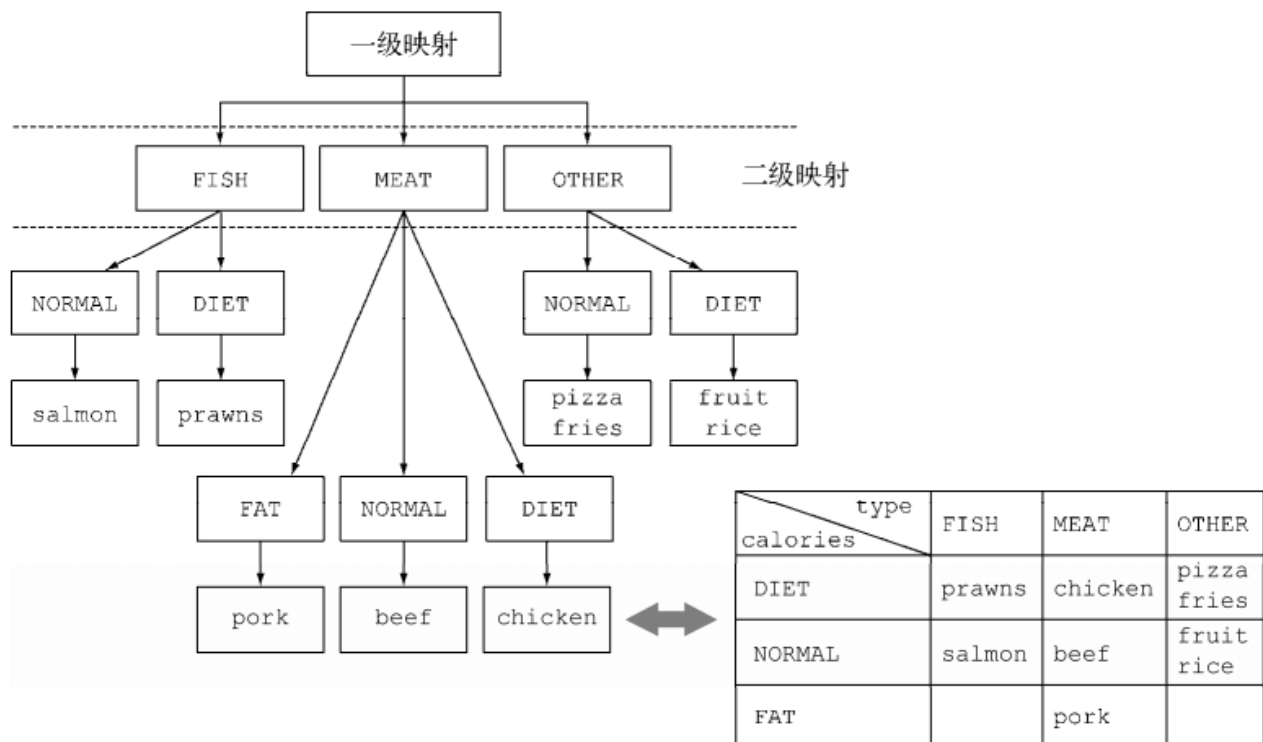 一级映射
FISH
MEAT
OTHER
二级映射
NORMAL
DIET
NORMAL
DIET
salmon
prawns
pizza
fries
fruit
rice
FAT
NORMAL
DIET
pork
beef
chicken
type
calories
FISH
MEAT
OTHER
DIET
prawns
chicken
pizza
fries
NORMAL
salmon
beef
fruit
rice
FAT
pork